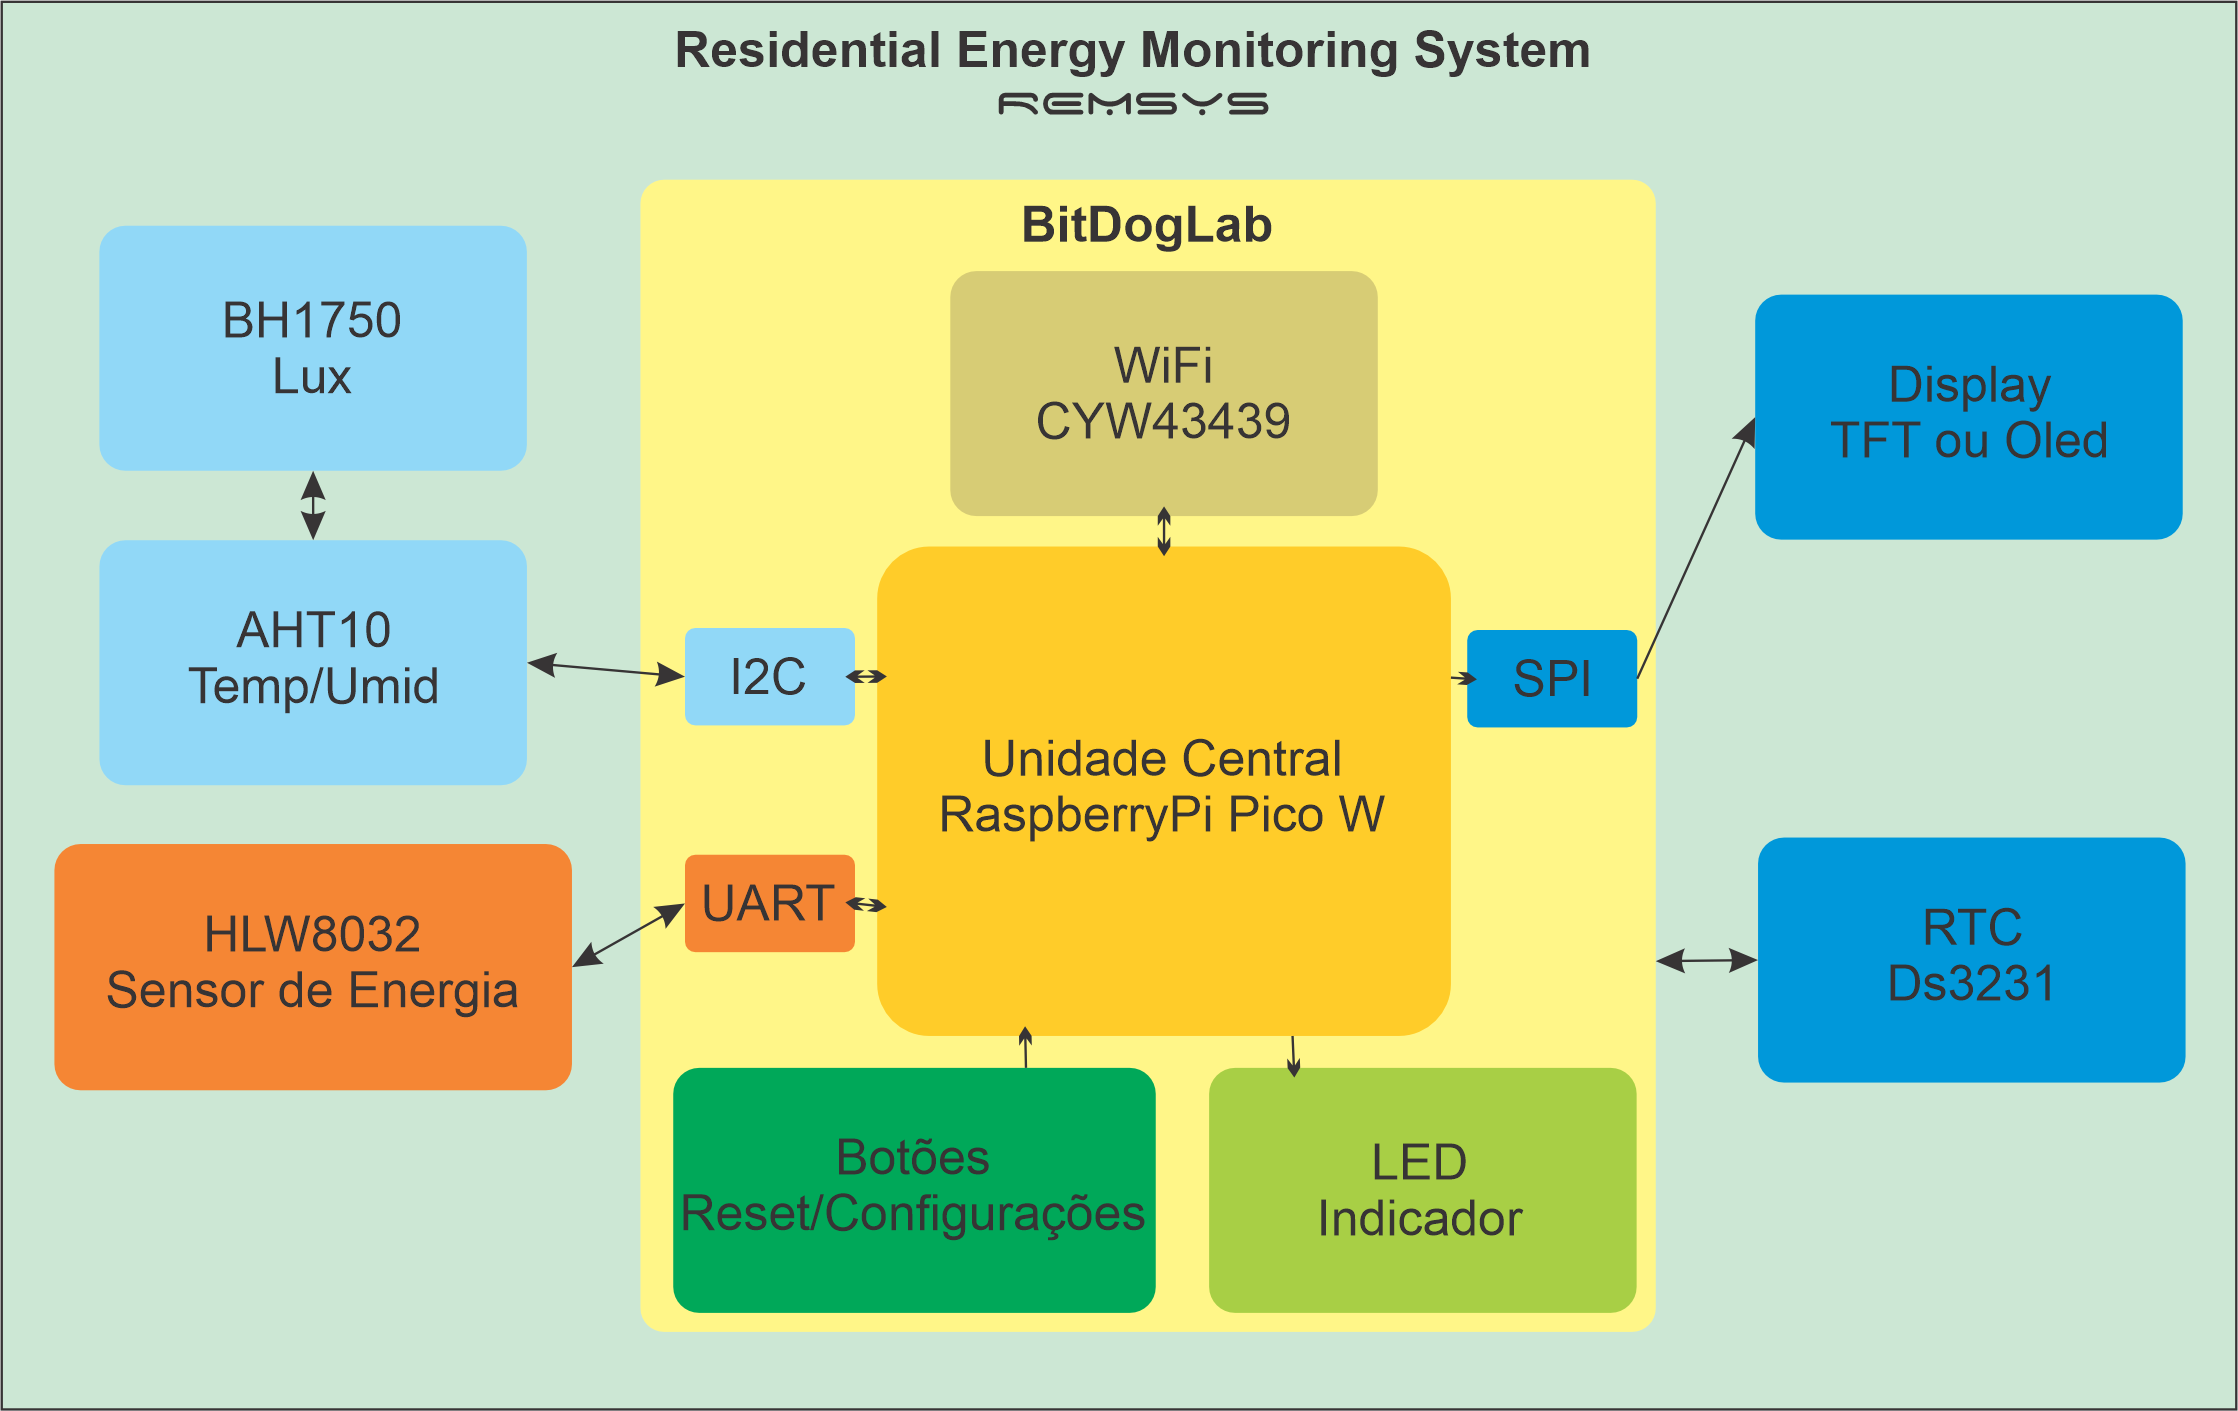 Residential Energy Monitoring System
REMSYS
BitDogLab
BH1750
Lux
WiFi
CYW43439
Display
TFT ou Oled
AHT10
Temp/Umid
I2C
SPI
Unidade Central
RaspberryPi Pico W
UART
HLW8032
Sensor de Energia
RTC
Ds3231
Botões
Reset/Configurações
LED
Indicador